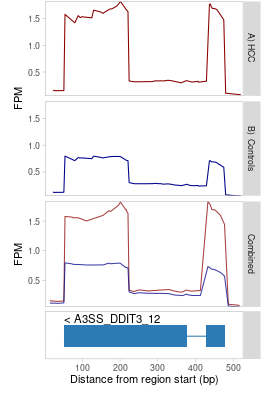 1.5
1.0
0.5
A) HCC
FPM
1.5
1.0
0.5
B) Controls
1.5
1.0
0.5
Combined
FPM
< A3SS_DDIT3_12
100 200 300 400 500
Distance from region start (bp)